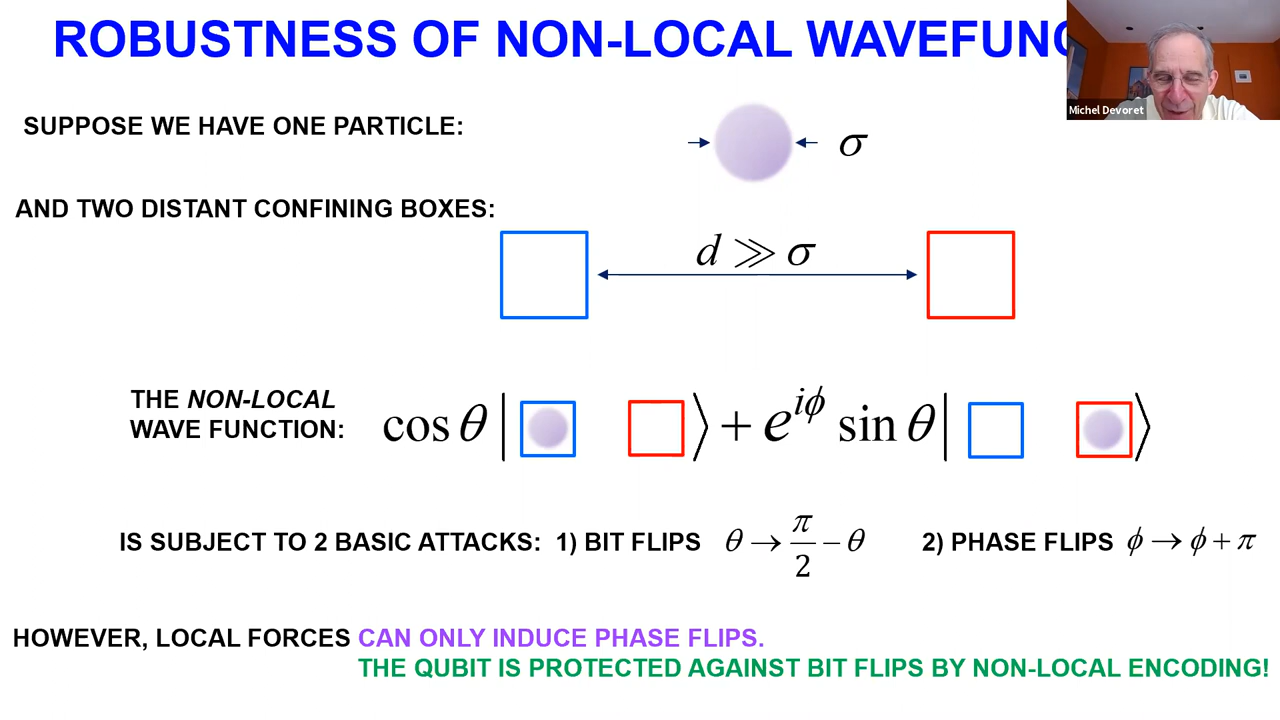 ROBUSTNESS OF NON-LOCAL WAVEFUNC
Michel Devoret
SUPPOSE WE HAVE ONE PARTICLE:
σ
AND TWO DISTANT CONFINING BOXES:
d ≫ σ
THE NON-LOCAL
WAVE FUNCTION:
cos θ | ⟩ + e^{iϕ} sin θ | ⟩
IS SUBJECT TO 2 BASIC ATTACKS: 1) BIT FLIPS θ → π/2 − θ 2) PHASE FLIPS ϕ → ϕ + π
HOWEVER, LOCAL FORCES CAN ONLY INDUCE PHASE FLIPS.
THE QUBIT IS PROTECTED AGAINST BIT FLIPS BY NON-LOCAL ENCODING!